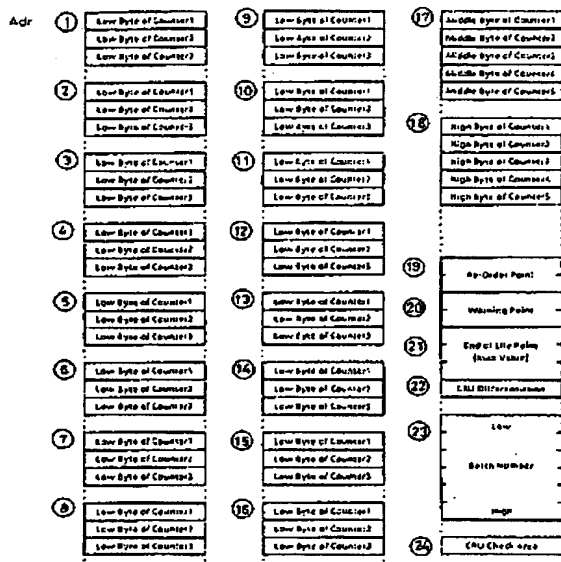 Adr
1
Low Byte of Counter1
Low Byte of Counter2
Low Byte of Counter3
2
Low Byte of Counter1
Low Byte of Counter2
Low Byte of Counter3
3
Low Byte of Counter1
Low Byte of Counter2
Low Byte of Counter3
4
Low Byte of Counter1
Low Byte of Counter2
Low Byte of Counter3
5
Low Byte of Counter1
Low Byte of Counter2
Low Byte of Counter3
6
Low Byte of Counter1
Low Byte of Counter2
Low Byte of Counter3
7
Low Byte of Counter1
Low Byte of Counter2
Low Byte of Counter3
8
Low Byte of Counter1
Low Byte of Counter2
Low Byte of Counter3
9
Low Byte of Counter1
Low Byte of Counter2
Low Byte of Counter3
10
Low Byte of Counter1
Low Byte of Counter2
Low Byte of Counter3
11
Low Byte of Counter1
Low Byte of Counter2
Low Byte of Counter3
12
Low Byte of Counter1
Low Byte of Counter2
Low Byte of Counter3
13
Low Byte of Counter1
Low Byte of Counter2
Low Byte of Counter3
14
Low Byte of Counter1
Low Byte of Counter2
Low Byte of Counter3
15
Low Byte of Counter1
Low Byte of Counter2
Low Byte of Counter3
16
Low Byte of Counter1
Low Byte of Counter2
Low Byte of Counter3
17
Middle Byte of Counter1
Middle Byte of Counter2
Middle Byte of Counter3
Middle Byte of Counter4
Middle Byte of Counter5
18
High Byte of Counter1
High Byte of Counter2
High Byte of Counter3
High Byte of Counter4
High Byte of Counter5
19
Re-Order Point
20
Warning Point
21
End of Life Point
(Max Value)
22
CRU Differentiation
23
Low
Batch Number
High
24
CRU Check area